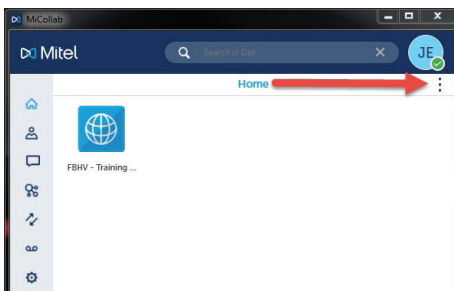 MiCollab
Mitel
Search or Dial
JE
Home
FBHV - Training ...